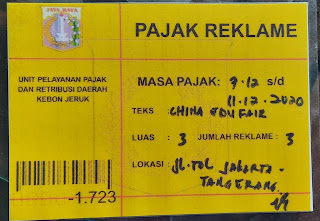 JAYA RAYA
PAJAK REKLAME
UNIT PELAYANAN PAJAK
DAN RETRIBUSI DAERAH
KEBON JERUK
MASA PAJAK: 9-12 s/d
11.12.2020
TEKS : CHINA EDU FAIR
LUAS : 3 JUMLAH REKLAME : 3
LOKASI : JL. TOL JAKARTA -
TANGERANG.
-1.723